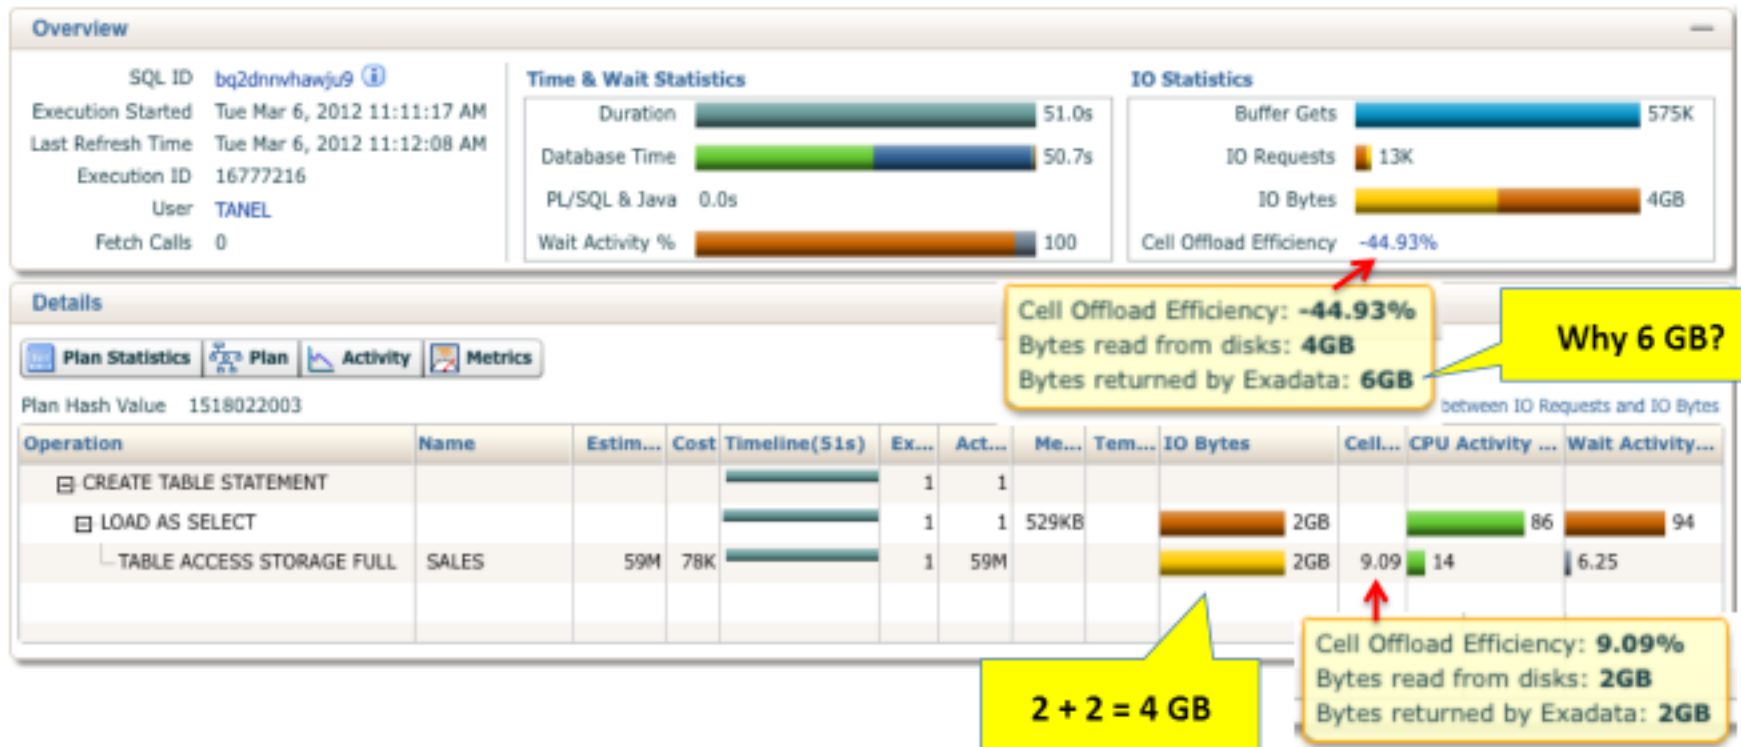 Overview
SQL ID bq2dnnvhawju9
Execution Started Tue Mar 6, 2012 11:11:17 AM
Last Refresh Time Tue Mar 6, 2012 11:12:08 AM
Execution ID 16777216
User TANEL
Fetch Calls 0
Time & Wait Statistics
Duration 51.0s
Database Time 50.7s
PL/SQL & Java 0.0s
Wait Activity % 100
IO Statistics
Buffer Gets 575K
IO Requests 13K
IO Bytes 4GB
Cell Offload Efficiency -44.93%
Details
Cell Offload Efficiency: -44.93%
Bytes read from disks: 4GB
Bytes returned by Exadata: 6GB
Why 6 GB?
Plan Statistics Plan Activity Metrics
Plan Hash Value 1518022003
between IO Requests and IO Bytes
Operation Name Estim... Cost Timeline(51s) Ex... Act... Me... Tem... IO Bytes Cell... CPU Activity ... Wait Activity...
CREATE TABLE STATEMENT 1 1
LOAD AS SELECT 1 1 529KB 2GB 86 94
TABLE ACCESS STORAGE FULL SALES 59M 78K 1 59M 2GB 9.09 14 6.25
2 + 2 = 4 GB
Cell Offload Efficiency: 9.09%
Bytes read from disks: 2GB
Bytes returned by Exadata: 2GB